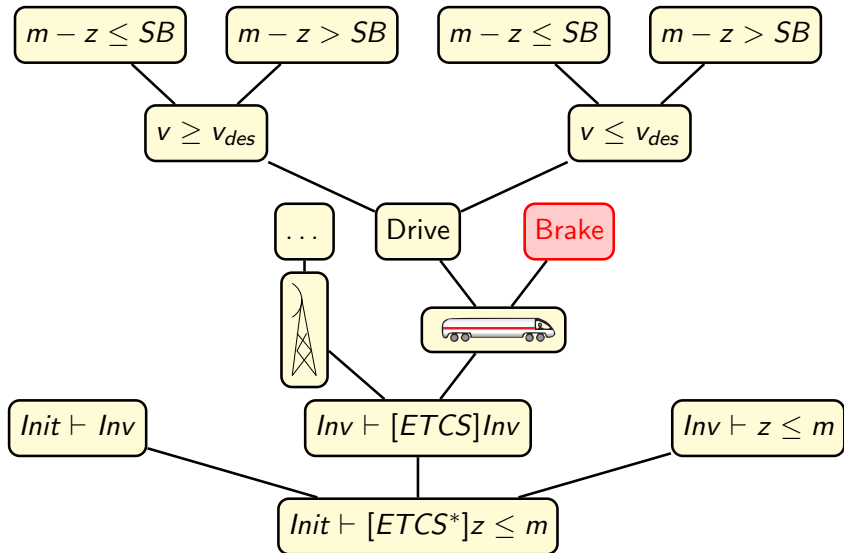 m − z ≤ SB
m − z > SB
m − z ≤ SB
m − z > SB
v ≥ v_des
v ≤ v_des
...
Drive
Brake
Init ⊢ Inv
Inv ⊢ [ETCS]Inv
Inv ⊢ z ≤ m
Init ⊢ [ETCS*]z ≤ m